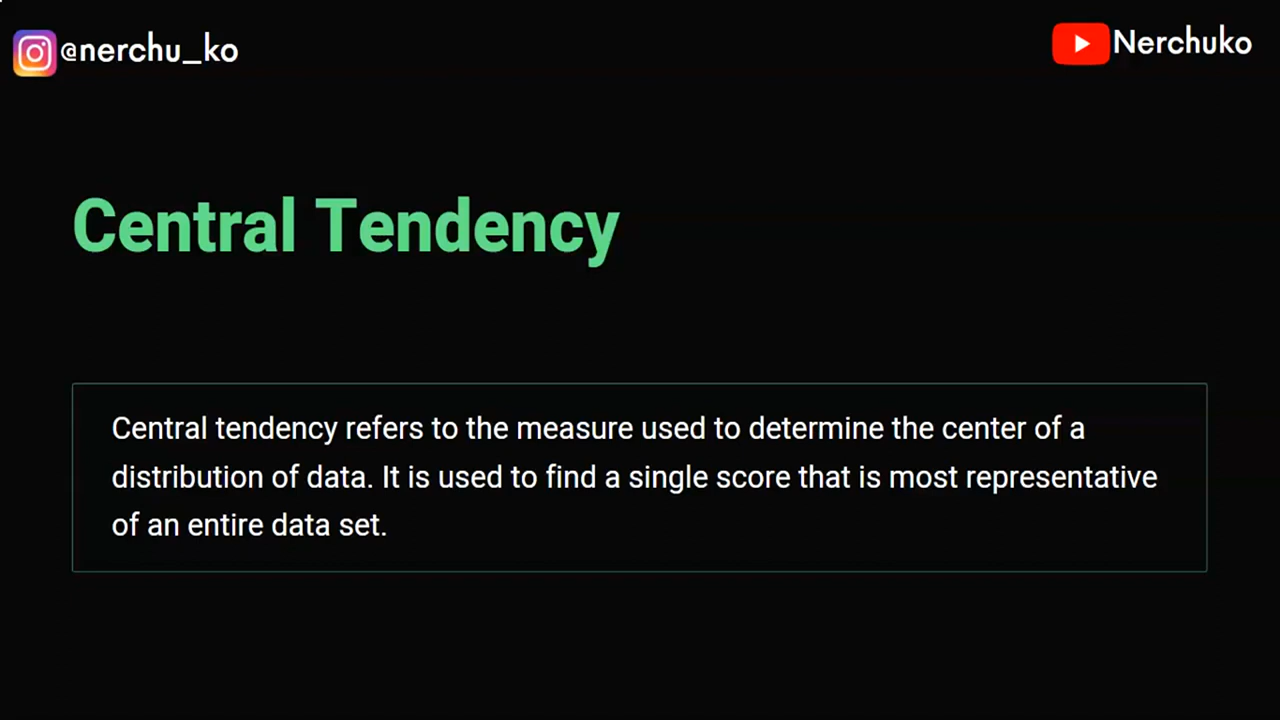 @nerchu_ko
Nerchuko
Central Tendency
Central tendency refers to the measure used to determine the center of a
distribution of data. It is used to find a single score that is most representative
of an entire data set.